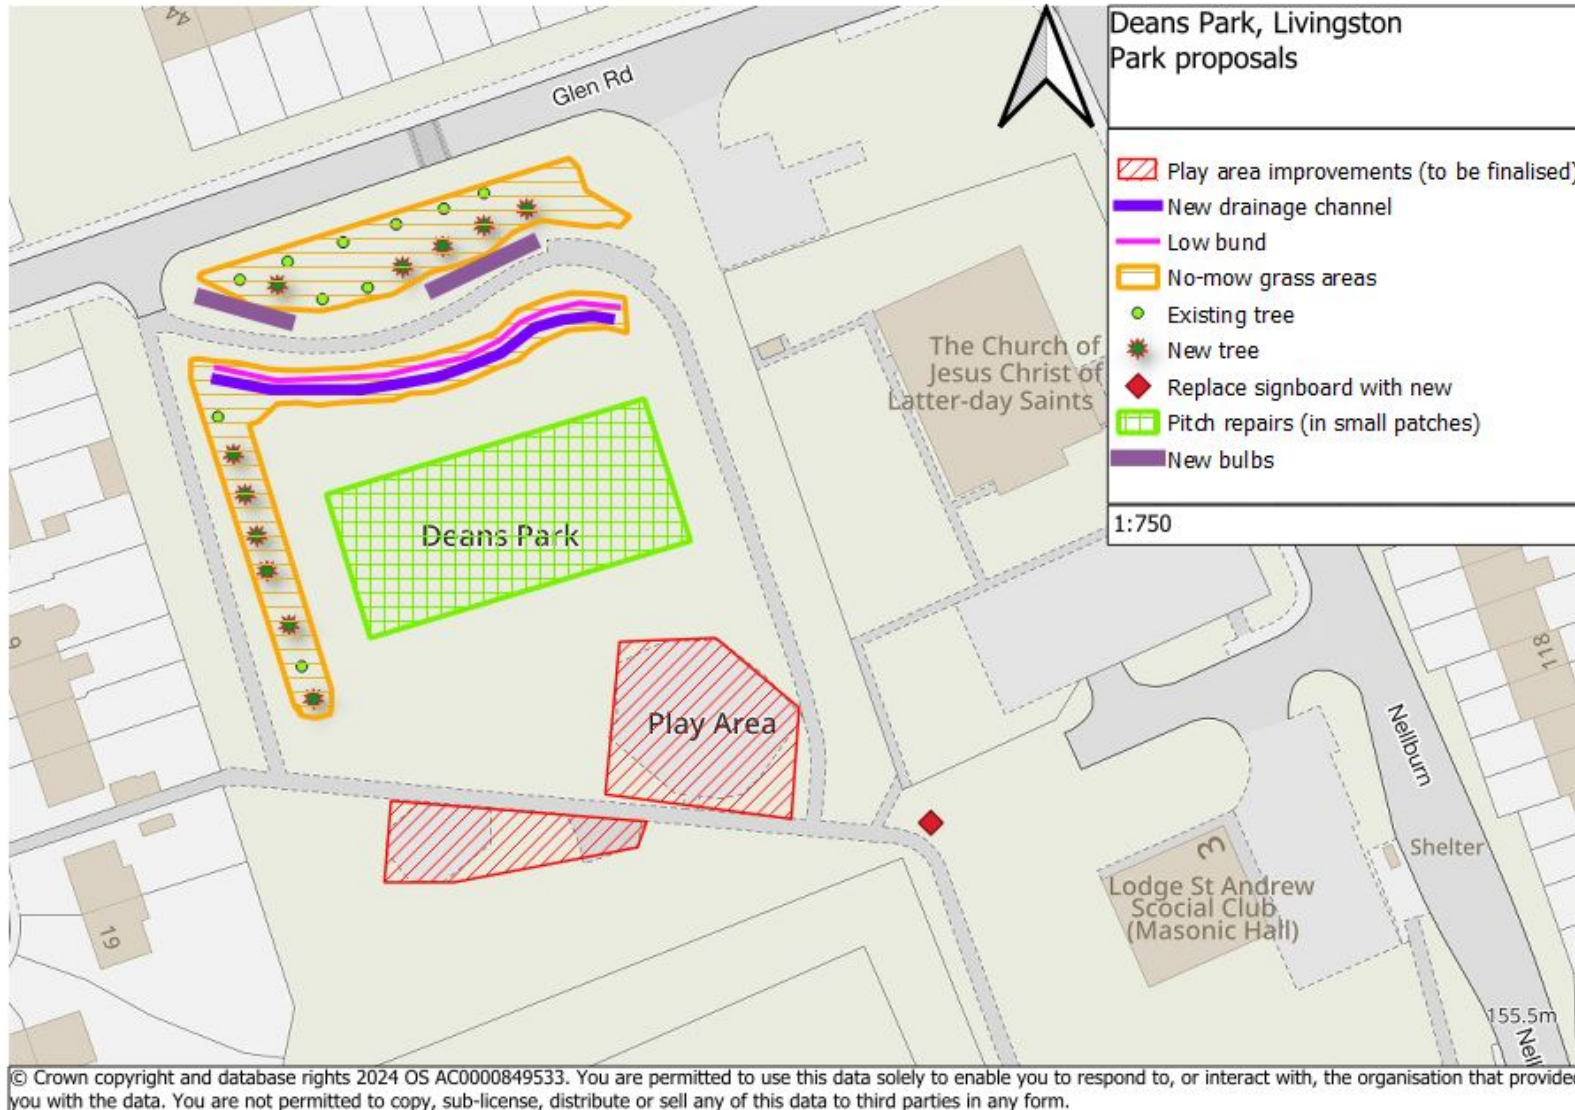 Deans Park, Livingston
Park proposals
Play area improvements (to be finalised)
New drainage channel
Low bund
No-mow grass areas
Existing tree
New tree
Replace signboard with new
Pitch repairs (in small patches)
New bulbs
1:750
44
Glen Rd
The Church of
Jesus Christ of
Latter-day Saints
Deans Park
Play Area
9
118
Nellburn
3
Shelter
Lodge St Andrew
Scocial Club
(Masonic Hall)
19
155.5m
Nell
© Crown copyright and database rights 2024 OS AC0000849533. You are permitted to use this data solely to enable you to respond to, or interact with, the organisation that provided
you with the data. You are not permitted to copy, sub-license, distribute or sell any of this data to third parties in any form.